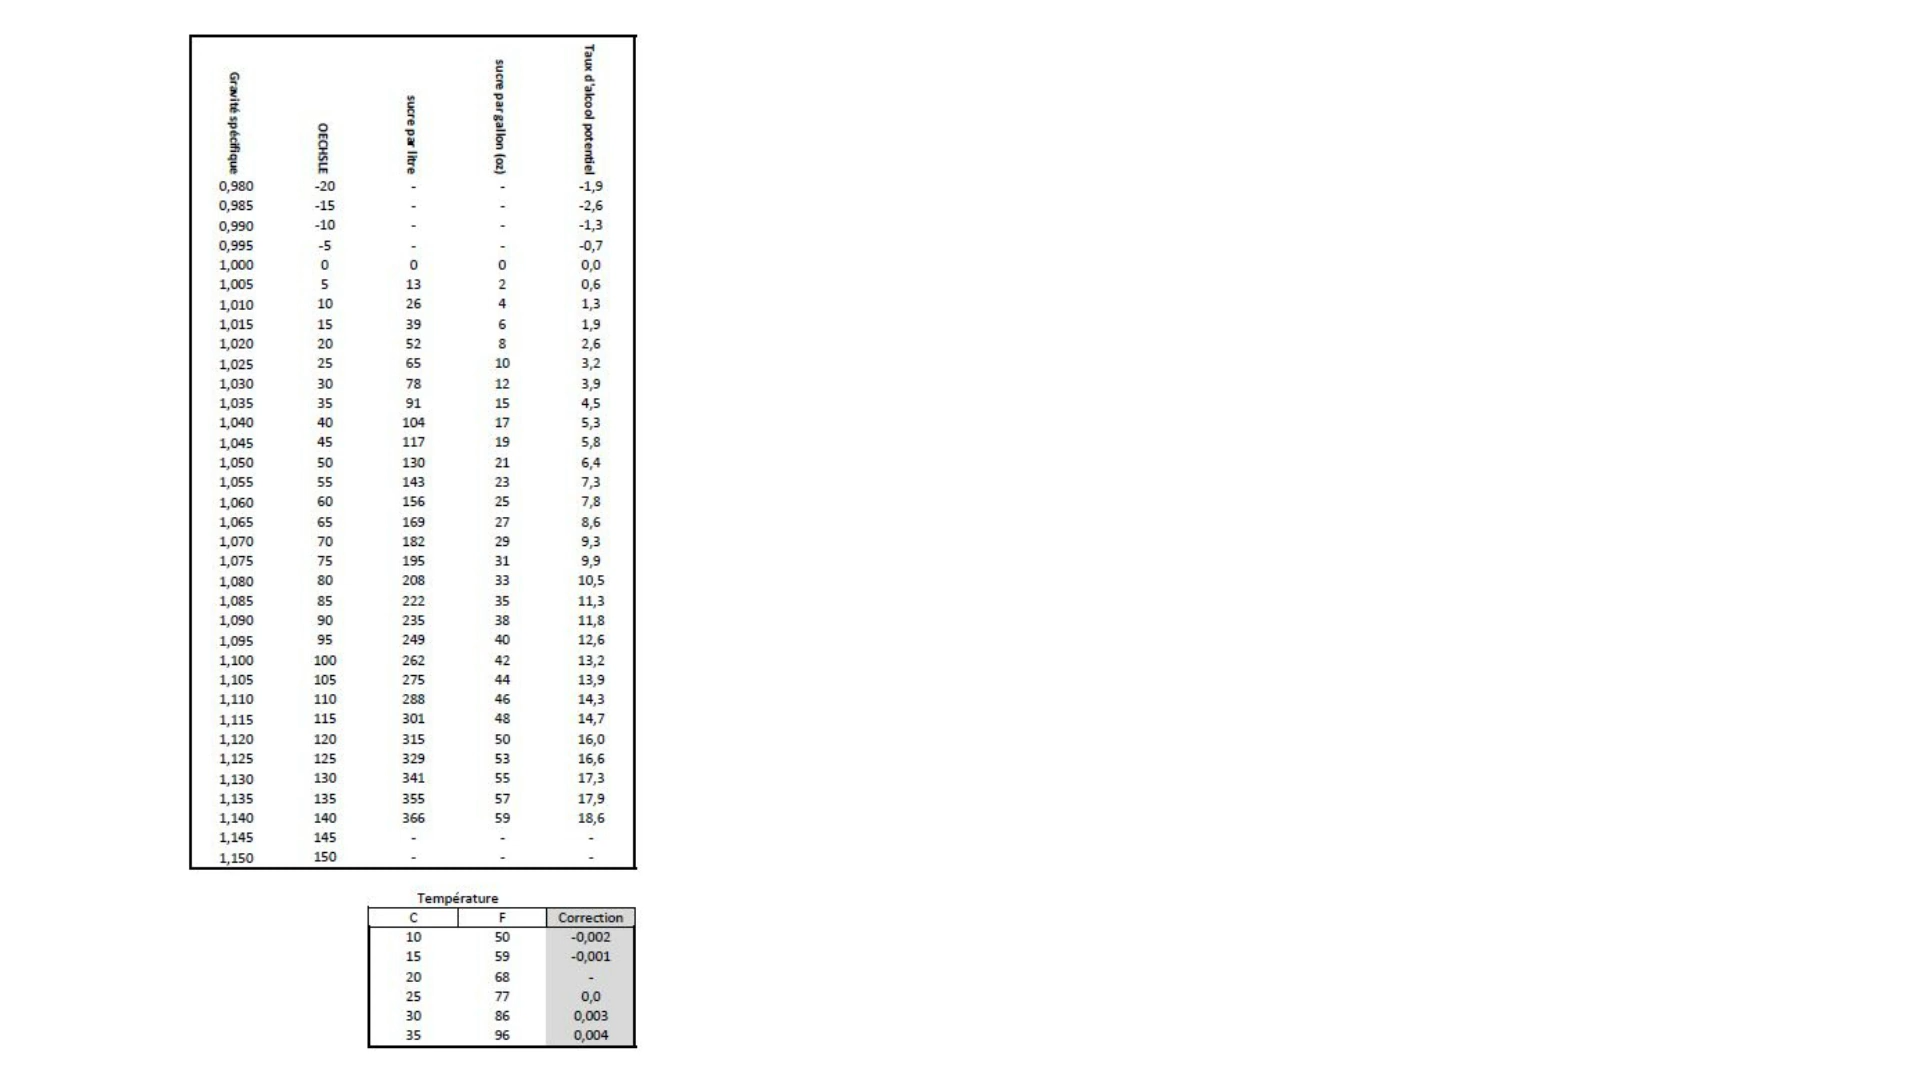 Gravité spécifique OECHSLE sucre par litre sucre par gallon (oz) Taux d'alcool potentiel
0,980 -20 - - -1,9
0,985 -15 - - -2,6
0,990 -10 - - -1,3
0,995 -5 - - -0,7
1,000 0 0 0 0,0
1,005 5 13 2 0,6
1,010 10 26 4 1,3
1,015 15 39 6 1,9
1,020 20 52 8 2,6
1,025 25 65 10 3,2
1,030 30 78 12 3,9
1,035 35 91 15 4,5
1,040 40 104 17 5,3
1,045 45 117 19 5,8
1,050 50 130 21 6,4
1,055 55 143 23 7,3
1,060 60 156 25 7,8
1,065 65 169 27 8,6
1,070 70 182 29 9,3
1,075 75 195 31 9,9
1,080 80 208 33 10,5
1,085 85 222 35 11,3
1,090 90 235 38 11,8
1,095 95 249 40 12,6
1,100 100 262 42 13,2
1,105 105 275 44 13,9
1,110 110 288 46 14,3
1,115 115 301 48 14,7
1,120 120 315 50 16,0
1,125 125 329 53 16,6
1,130 130 341 55 17,3
1,135 135 355 57 17,9
1,140 140 366 59 18,6
1,145 145 - - -
1,150 150 - - -
Température
C F Correction
10 50 -0,002
15 59 -0,001
20 68 -
25 77 0,0
30 86 0,003
35 96 0,004